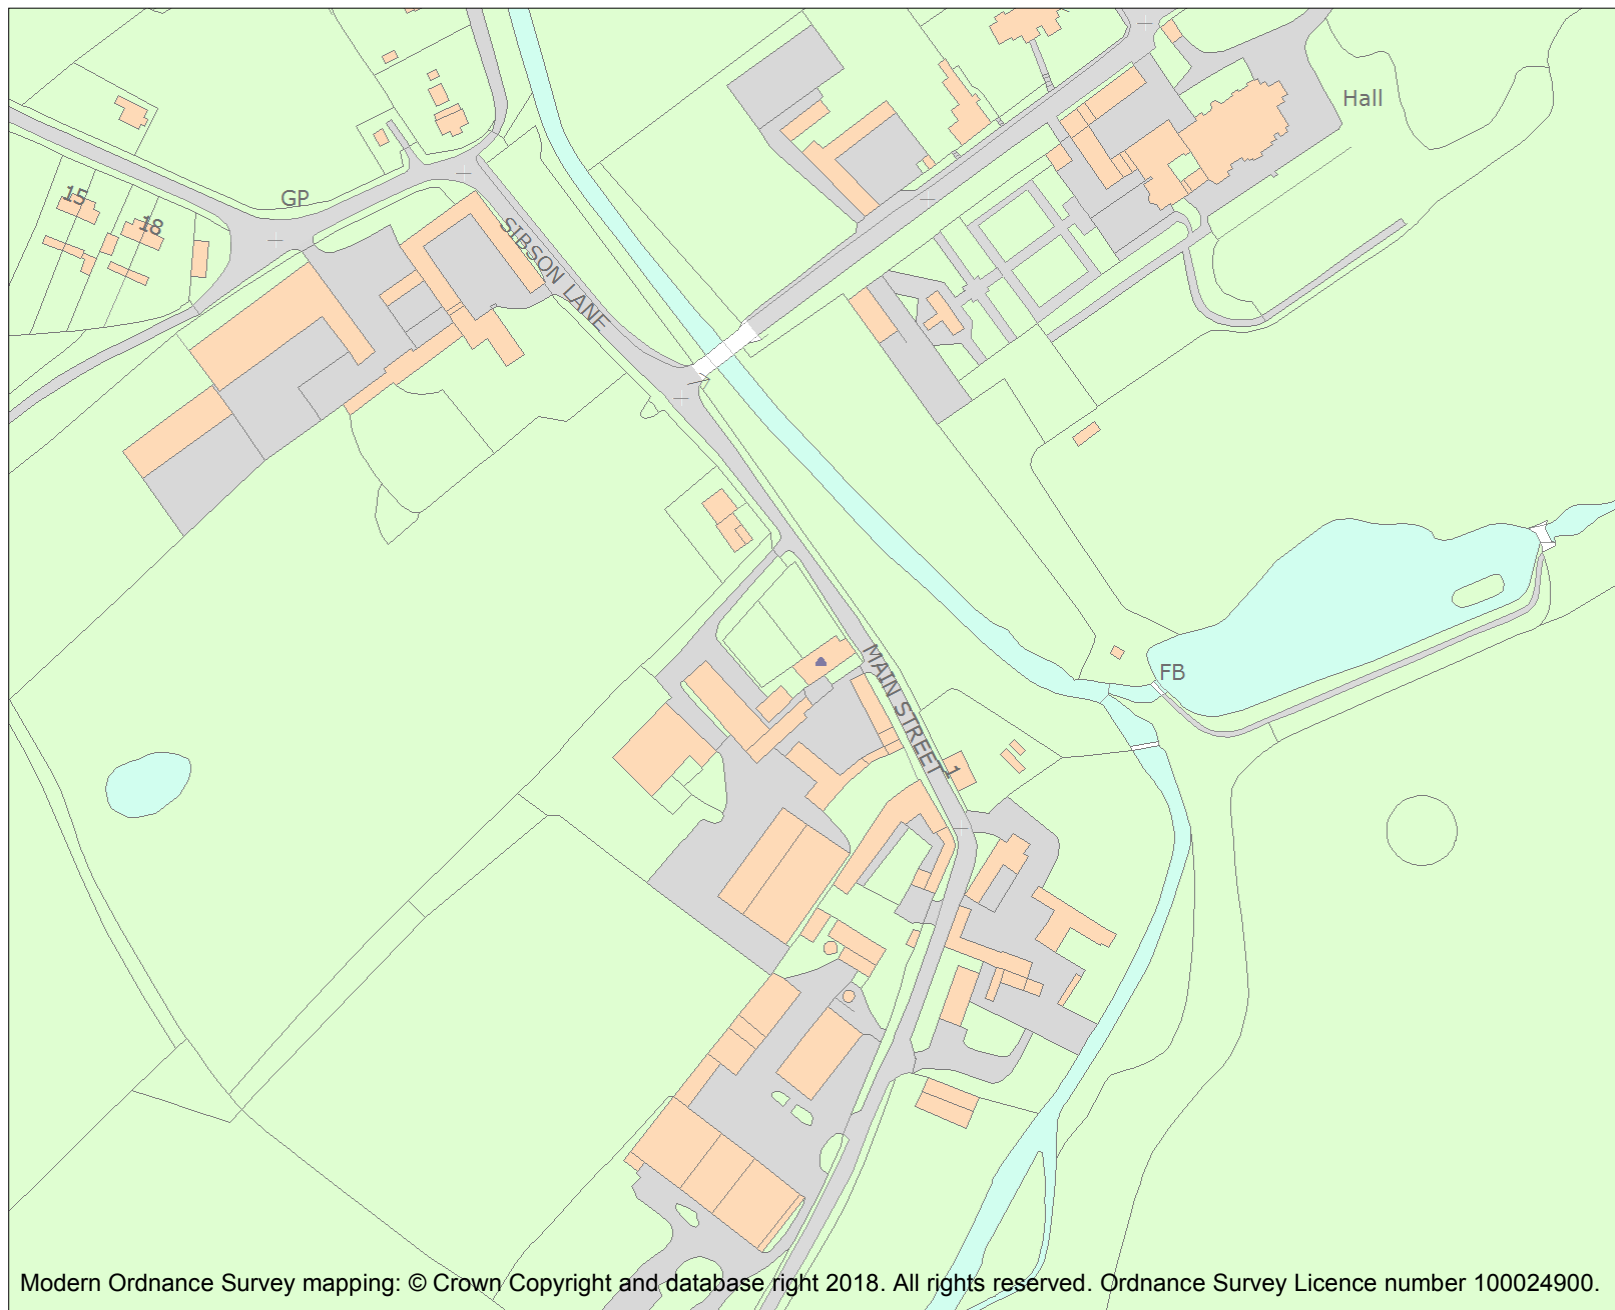 Hall
15
18
GP
SIBSON LANE
MAIN STREET
FB
1
Modern Ordnance Survey mapping: © Crown Copyright and database right 2018. All rights reserved. Ordnance Survey Licence number 100024900.